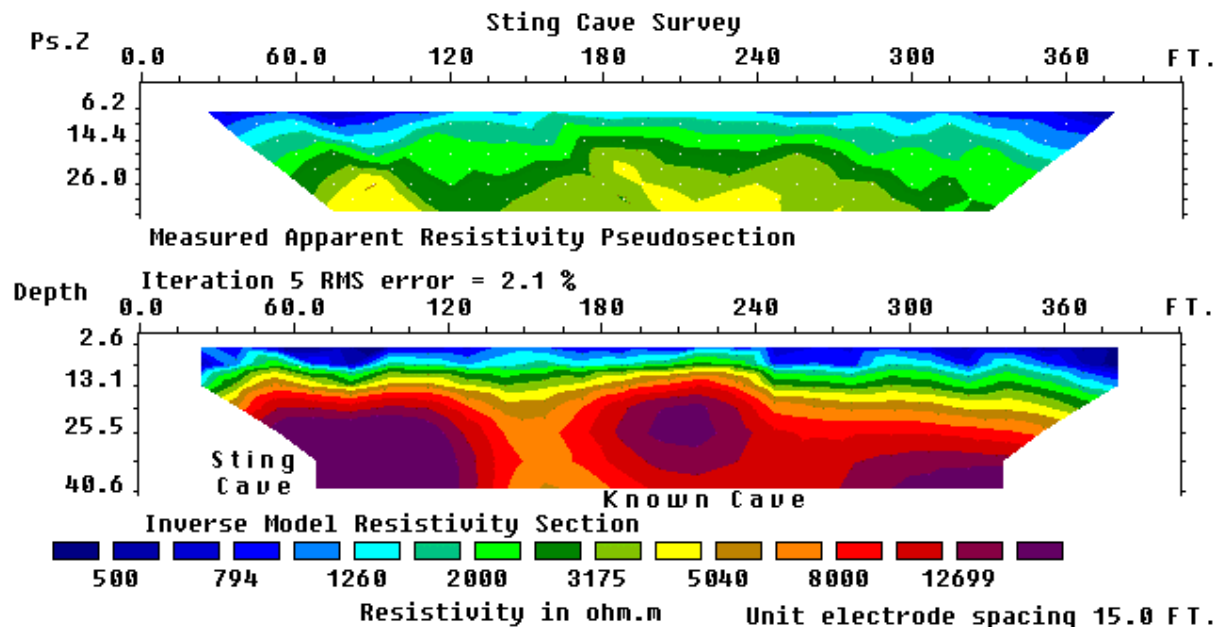 Sting Cave Survey
Ps.Z 0.0 60.0 120 180 240 300 360 FT.
6.2
14.4
26.0
Measured Apparent Resistivity Pseudosection
Iteration 5 RMS error = 2.1 %
Depth 0.0 60.0 120 180 240 300 360 FT.
2.6
13.1
25.5
Sting
Cave
40.6
Known Cave
Inverse Model Resistivity Section
500 794 1260 2000 3175 5040 8000 12699
Resistivity in ohm.m Unit electrode spacing 15.0 FT.